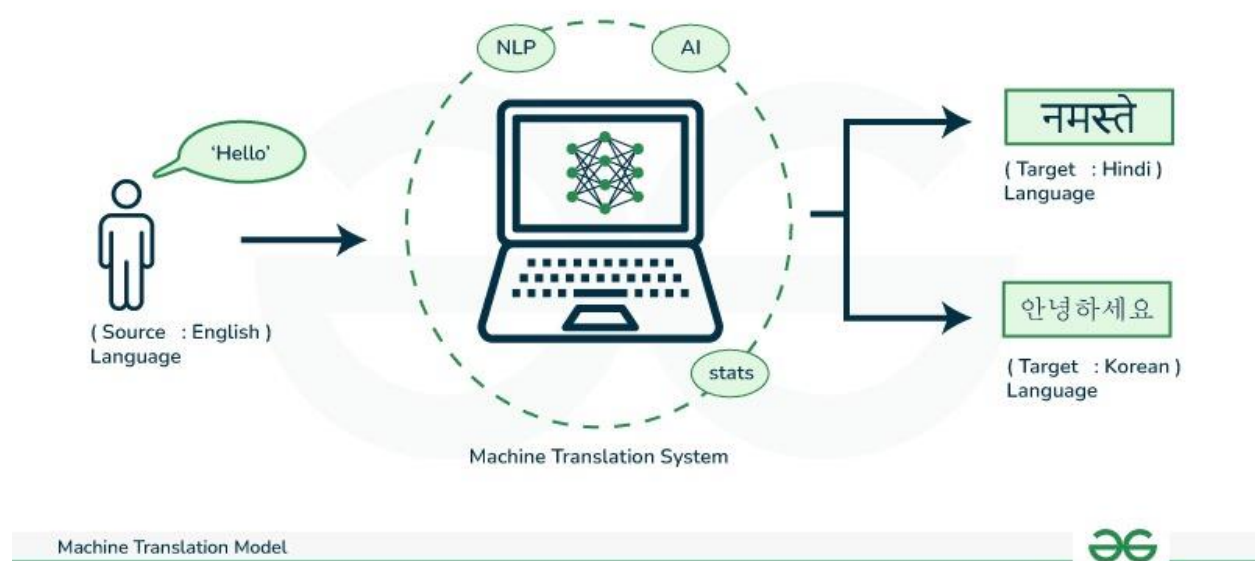 NLP
AI
'Hello'
नमस्ते
( Target : Hindi )
Language
( Source : English )
Language
안녕하세요
( Target : Korean )
Language
stats
Machine Translation System
Machine Translation Model